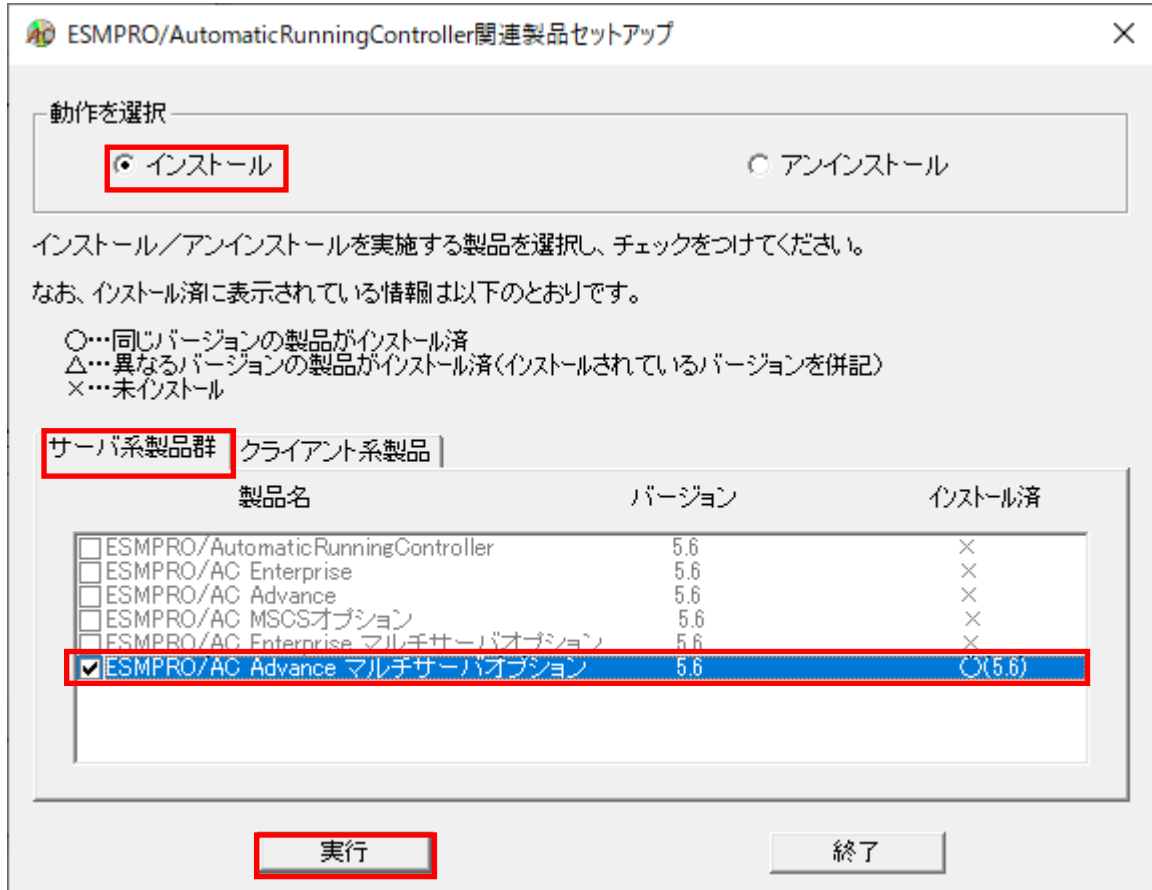 ESMPRO/AutomaticRunningController関連製品セットアップ
動作を選択
インストール アンインストール
インストール／アンインストールを実施する製品を選択し、チェックをつけてください。
なお、インストール済に表示されている情報は以下のとおりです。
○…同じバージョンの製品がインストール済
△…異なるバージョンの製品がインストール済(インストールされているバージョンを併記)
×…未インストール
サーバ系製品群 クライアント系製品
製品名 バージョン インストール済
ESMPRO/AutomaticRunningController 5.6 ×
ESMPRO/AC Enterprise 5.6 ×
ESMPRO/AC Advance 5.6 ×
ESMPRO/AC MSCSオプション 5.6 ×
ESMPRO/AC Enterprise マルチサーバオプション 5.6 ×
ESMPRO/AC Advance マルチサーバオプション 5.6 ○(5.6)
実行 終了